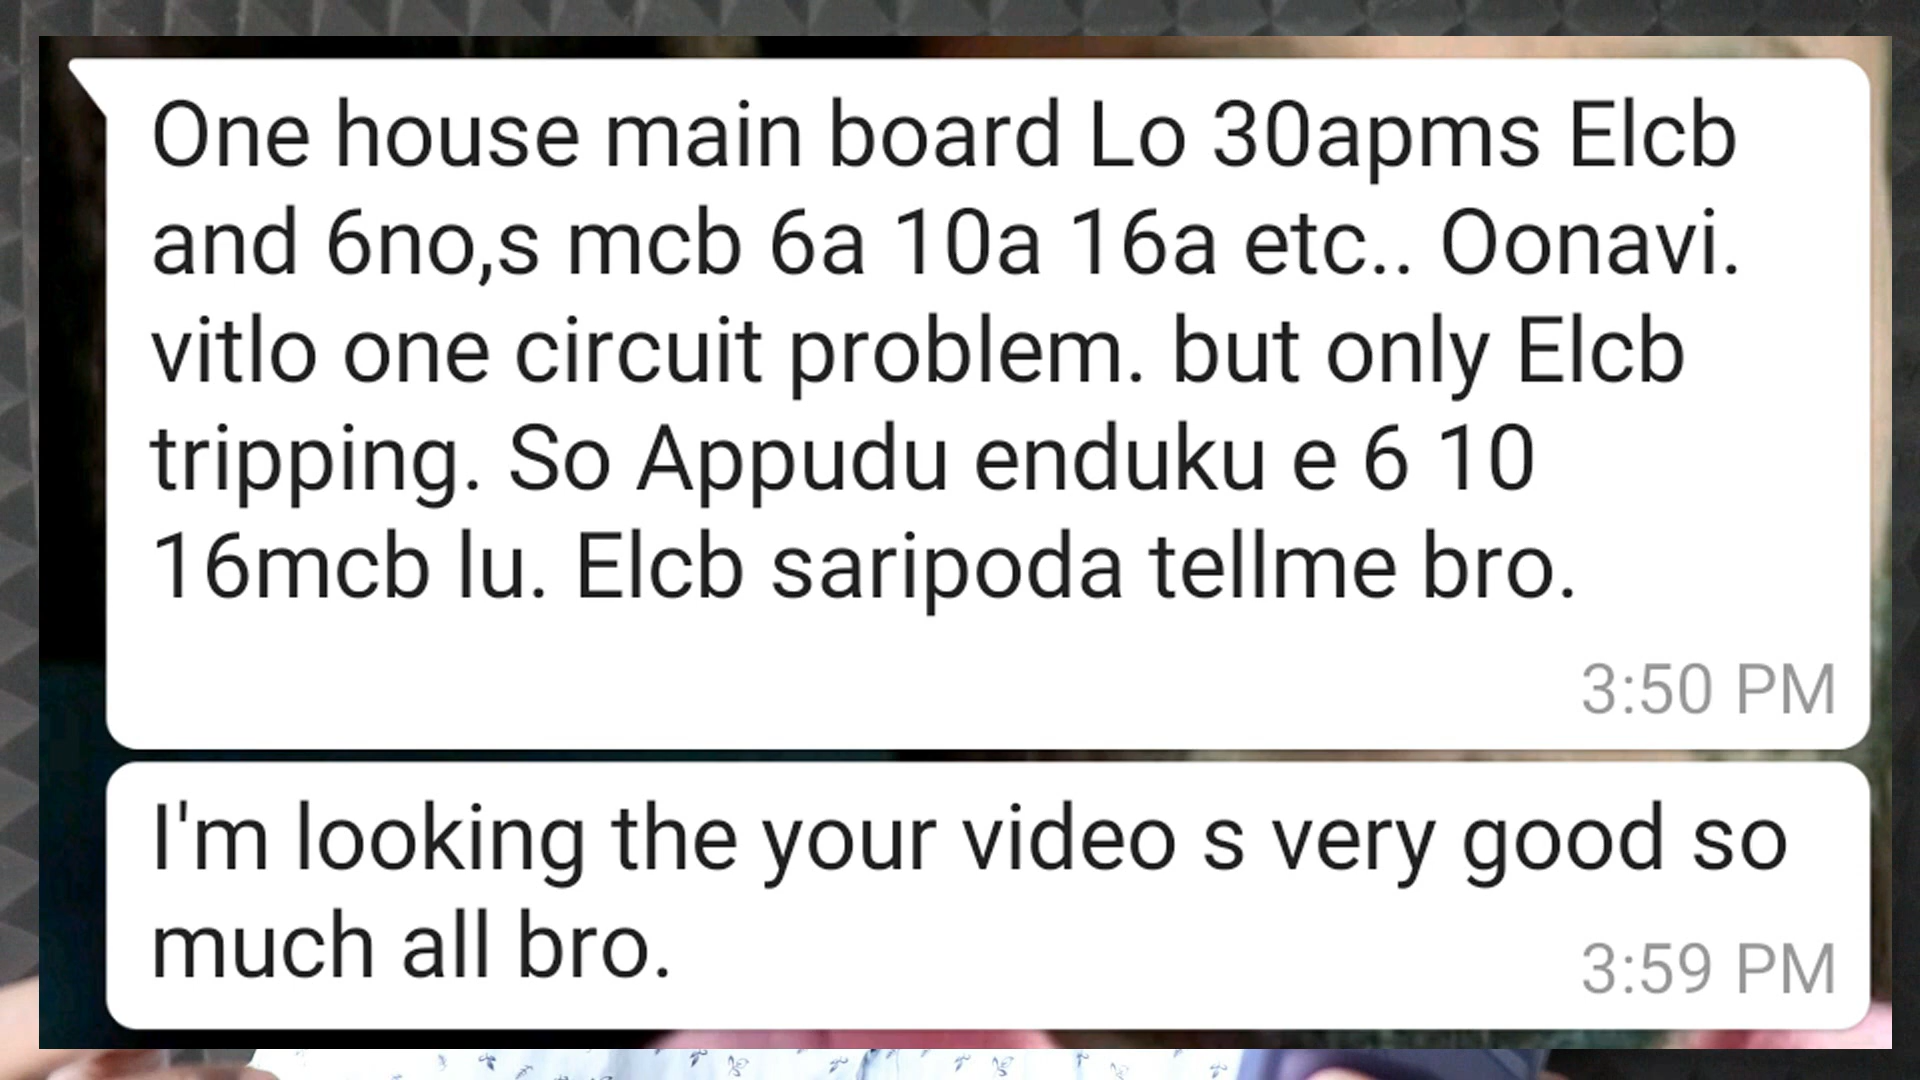 One house main board Lo 30apms Elcb
and 6no,s mcb 6a 10a 16a etc.. Oonavi.
vitlo one circuit problem. but only Elcb
tripping. So Appudu enduku e 6 10
16mcb lu. Elcb saripoda tellme bro.
3:50 PM
I'm looking the your video s very good so
much all bro.
3:59 PM